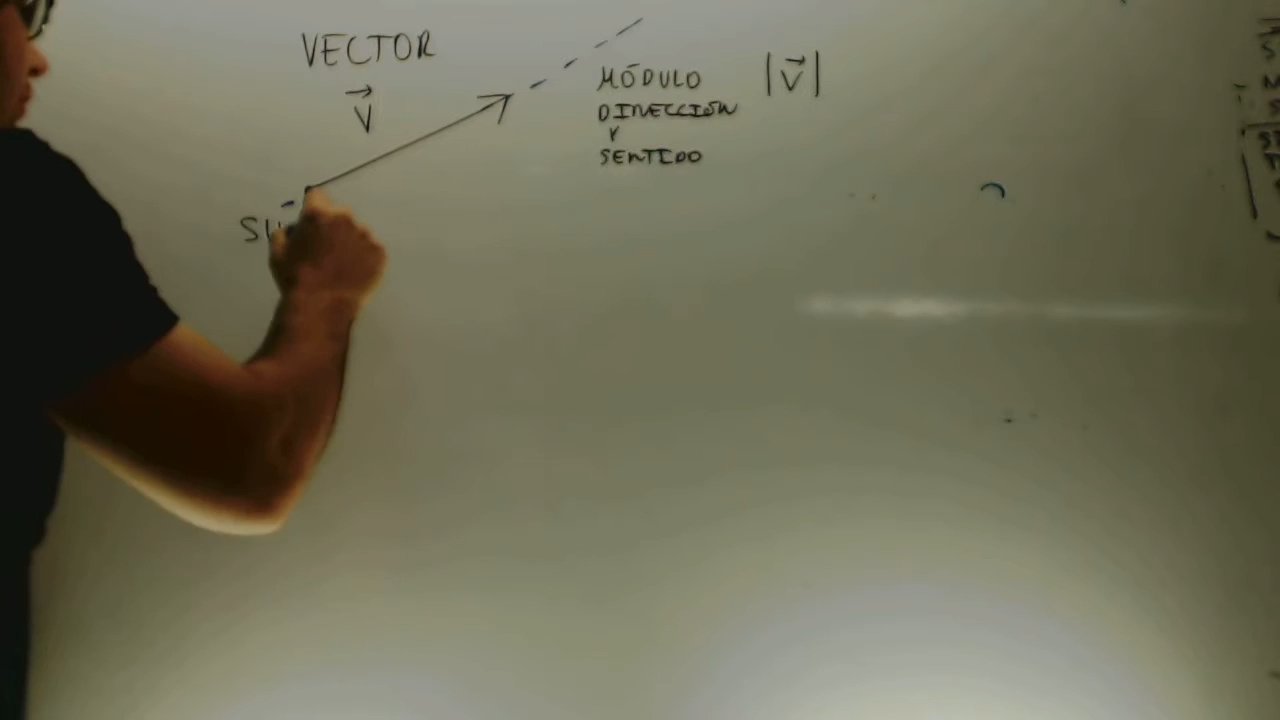 VECTOR
V⃗
MÓDULO |V⃗|
DIRECCIÓN
Y
SENTIDO